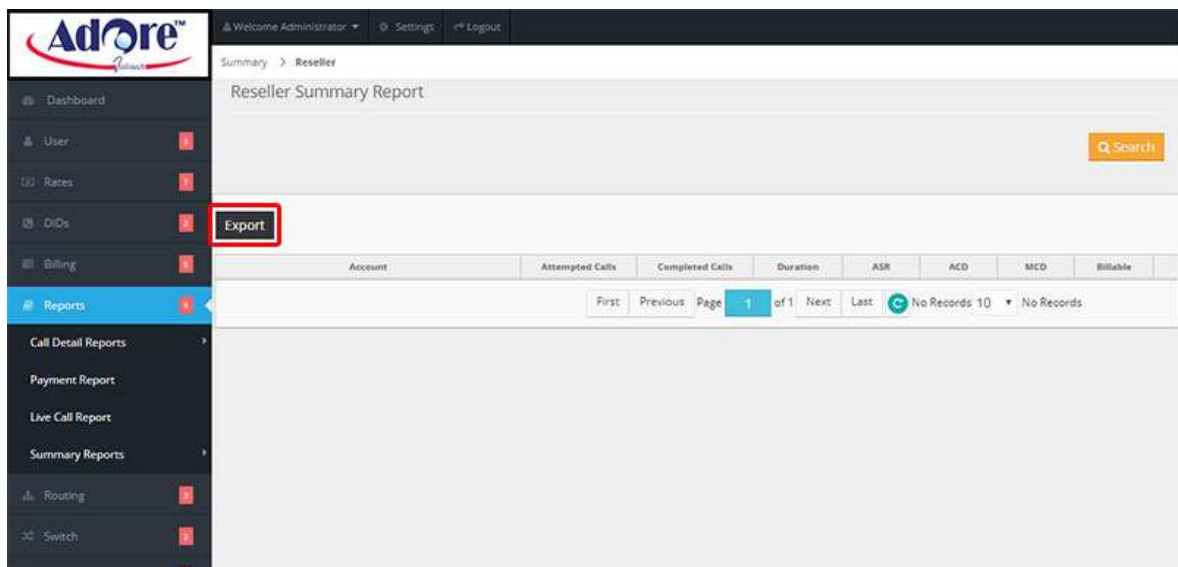 Adore™
Infotech
Welcome Administrator
Settings
Logout
Summary > Reseller
Reseller Summary Report
Search
Export
Account
Attempted Calls
Completed Calls
Duration
ASR
ACD
MCD
Billable
First
Previous
Page
1
of 1
Next
Last
No Records
10
No Records
Dashboard
User
Rates
DIDs
Billing
Reports
Call Detail Reports
Payment Report
Live Call Report
Summary Reports
Routing
Switch